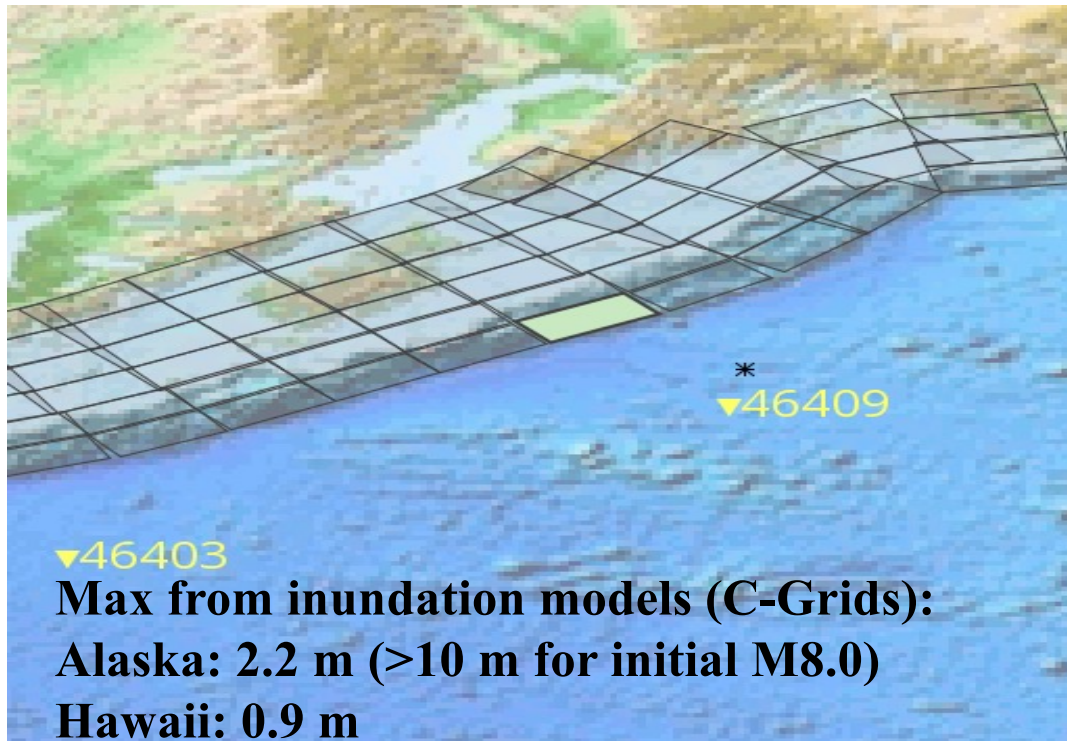 46409
46403
Max from inundation models (C-Grids):
Alaska: 2.2 m (>10 m for initial M8.0)
Hawaii: 0.9 m